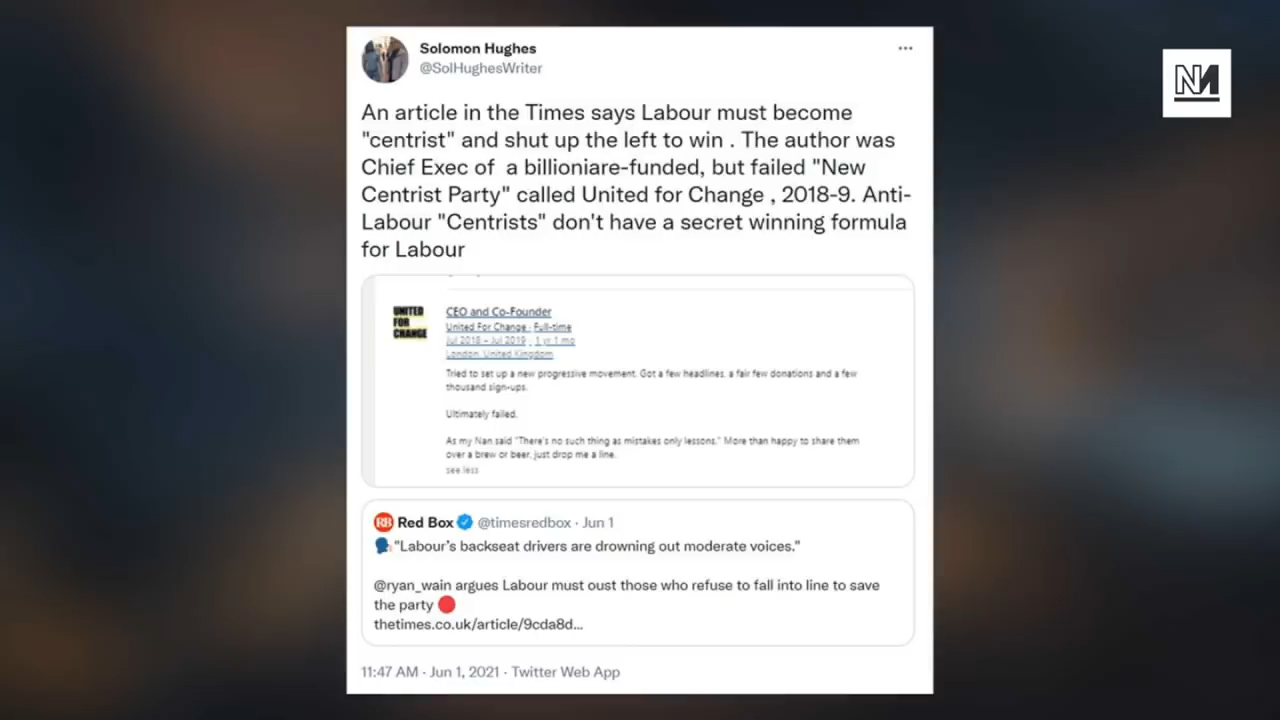 Solomon Hughes
@SolHughesWriter
An article in the Times says Labour must become
"centrist" and shut up the left to win . The author was
Chief Exec of a billioniare-funded, but failed "New
Centrist Party" called United for Change , 2018-9. Anti-
Labour "Centrists" don't have a secret winning formula
for Labour
UNITED
FOR
CHANGE
CEO and Co-Founder
United For Change · Full-time
Jul 2018 – Jul 2019 · 1 yr 1 mo
London, United Kingdom
Tried to set up a new progressive movement. Got a few headlines, a fair few donations and a few
thousand sign-ups.
Ultimately failed.
As my Nan said "There's no such thing as mistakes only lessons." More than happy to share them
over a brew or beer, just drop me a line.
see less
RB Red Box @timesredbox · Jun 1
"Labour's backseat drivers are drowning out moderate voices."
@ryan_wain argues Labour must oust those who refuse to fall into line to save
the party
thetimes.co.uk/article/9cda8d...
11:47 AM · Jun 1, 2021 · Twitter Web App
NM